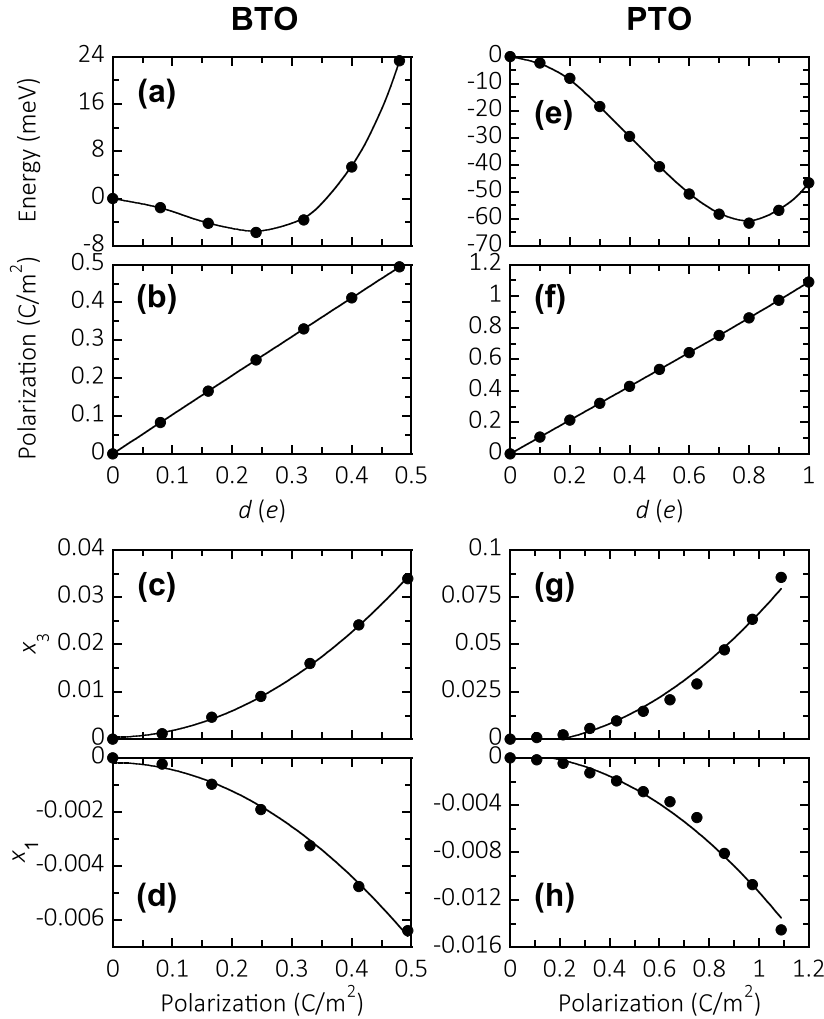 BTO PTO
24
16
8
0
-8
Energy (meV)
(a)
0
-10
-20
-30
-40
-50
-60
-70
(e)
0.5
0.4
0.3
0.2
0.1
0
Polarization (C/m²)
(b)
0 0.1 0.2 0.3 0.4 0.5
d (e)
1.2
1
0.8
0.6
0.4
0.2
0
(f)
0 0.2 0.4 0.6 0.8 1
d (e)
0.04
0.03
0.02
0.01
0
x₃
(c)
0.1
0.075
0.05
0.025
0
(g)
0
-0.002
-0.004
-0.006
x₁
(d)
0 0.1 0.2 0.3 0.4 0.5
Polarization (C/m²)
0
-0.004
-0.008
-0.012
-0.016
(h)
0 0.2 0.4 0.6 0.8 1 1.2
Polarization (C/m²)